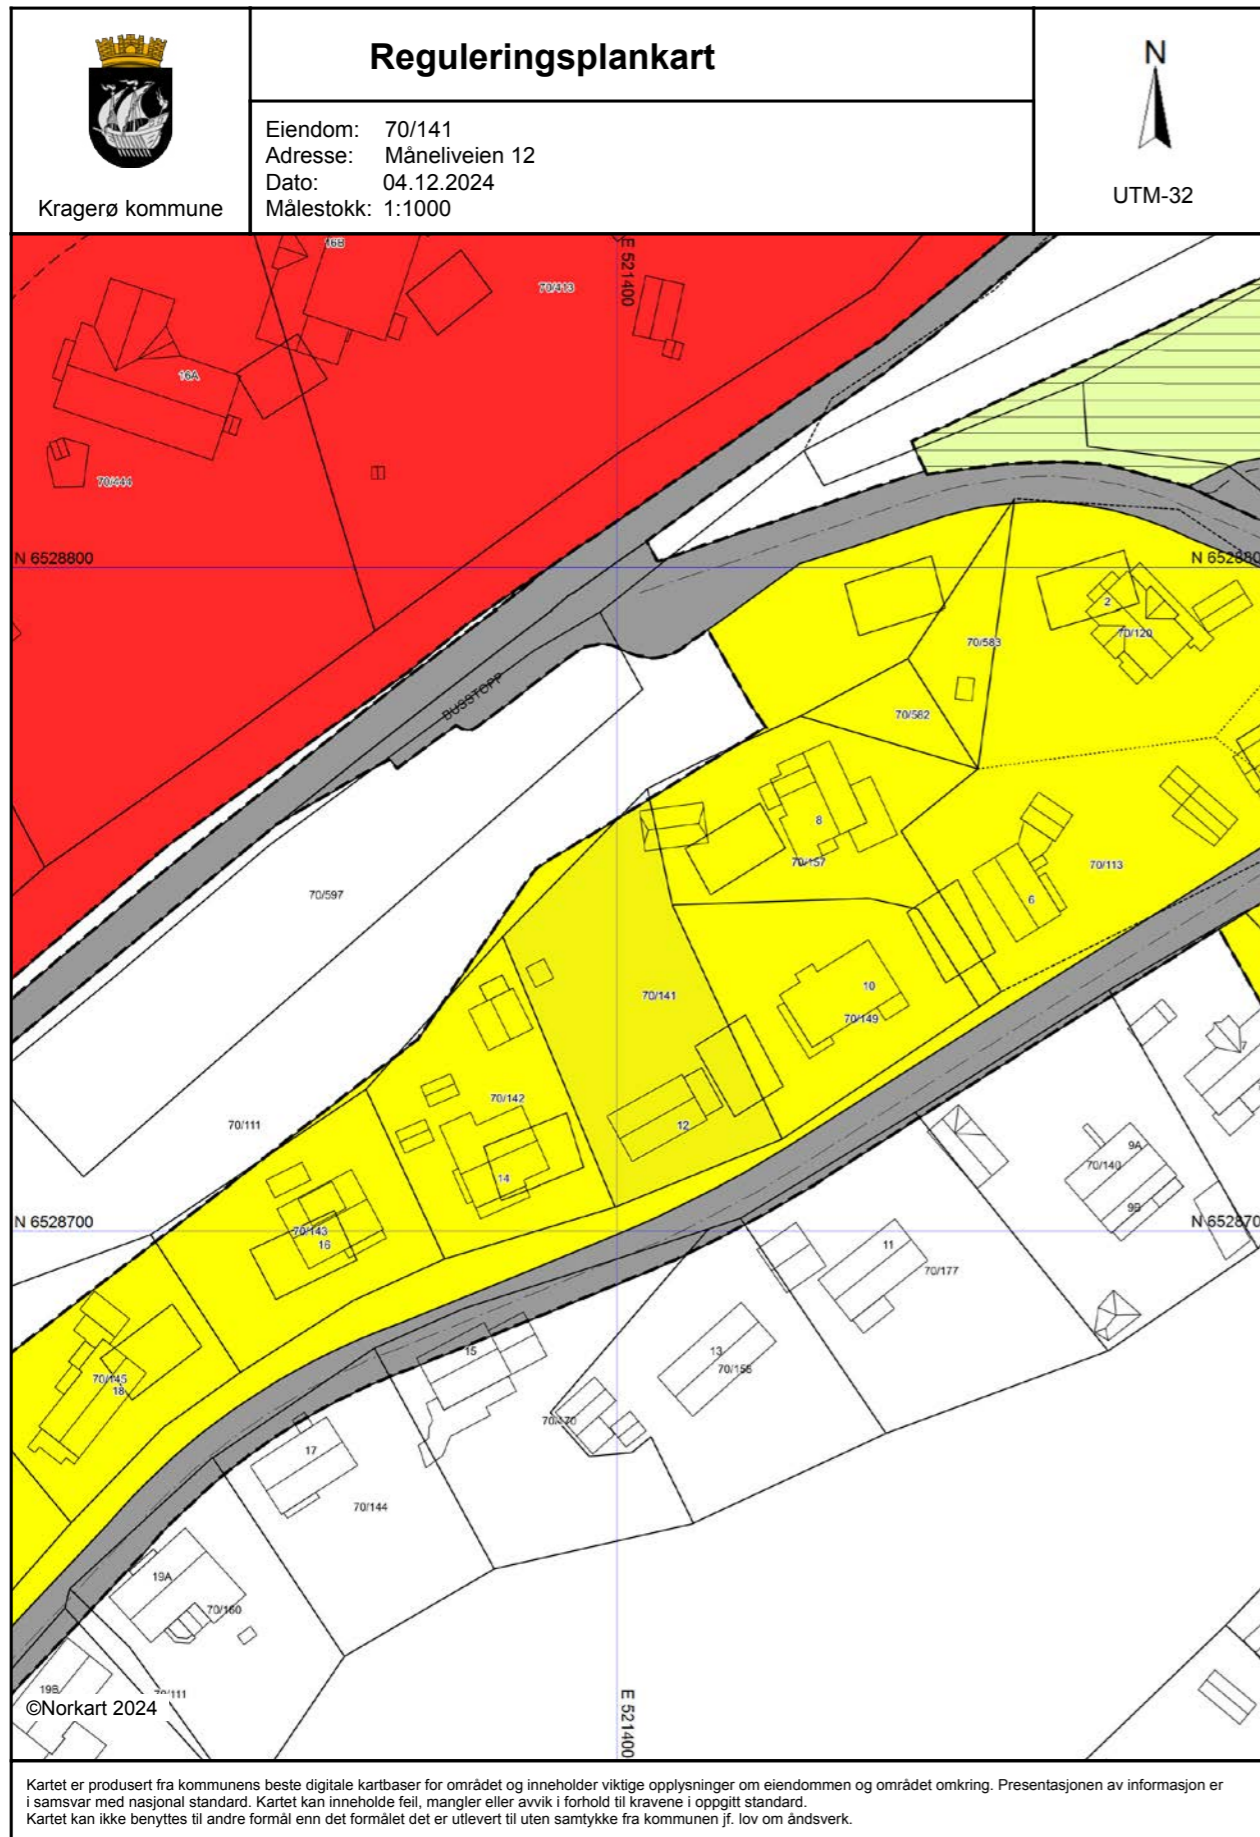 Reguleringsplankart
Kragerø kommune
Eiendom: 70/141
Adresse: Måneliveien 12
Dato: 04.12.2024
Målestokk: 1:1000
N
UTM-32
16B
E 521400
70/413
16A
70/444
N 6528800
N 652880
2
70/120
70/583
70/582
BUSSTOPP
8
70/157
70/113
6
70/597
70/141
10
70/149
7
70/142
70/111
12
9A
70/140
14
9B
N 6528700
N 652870
70/143
16
11
70/177
15
13
70/145
18
17
70/144
19A
70/160
19B
70/111
E 521400
©Norkart 2024
Kartet er produsert fra kommunens beste digitale kartbaser for området og inneholder viktige opplysninger om eiendommen og området omkring. Presentasjonen av informasjon er
i samsvar med nasjonal standard. Kartet kan inneholde feil, mangler eller avvik i forhold til kravene i oppgitt standard.
Kartet kan ikke benyttes til andre formål enn det formålet det er utlevert til uten samtykke fra kommunen jf. lov om åndsverk.